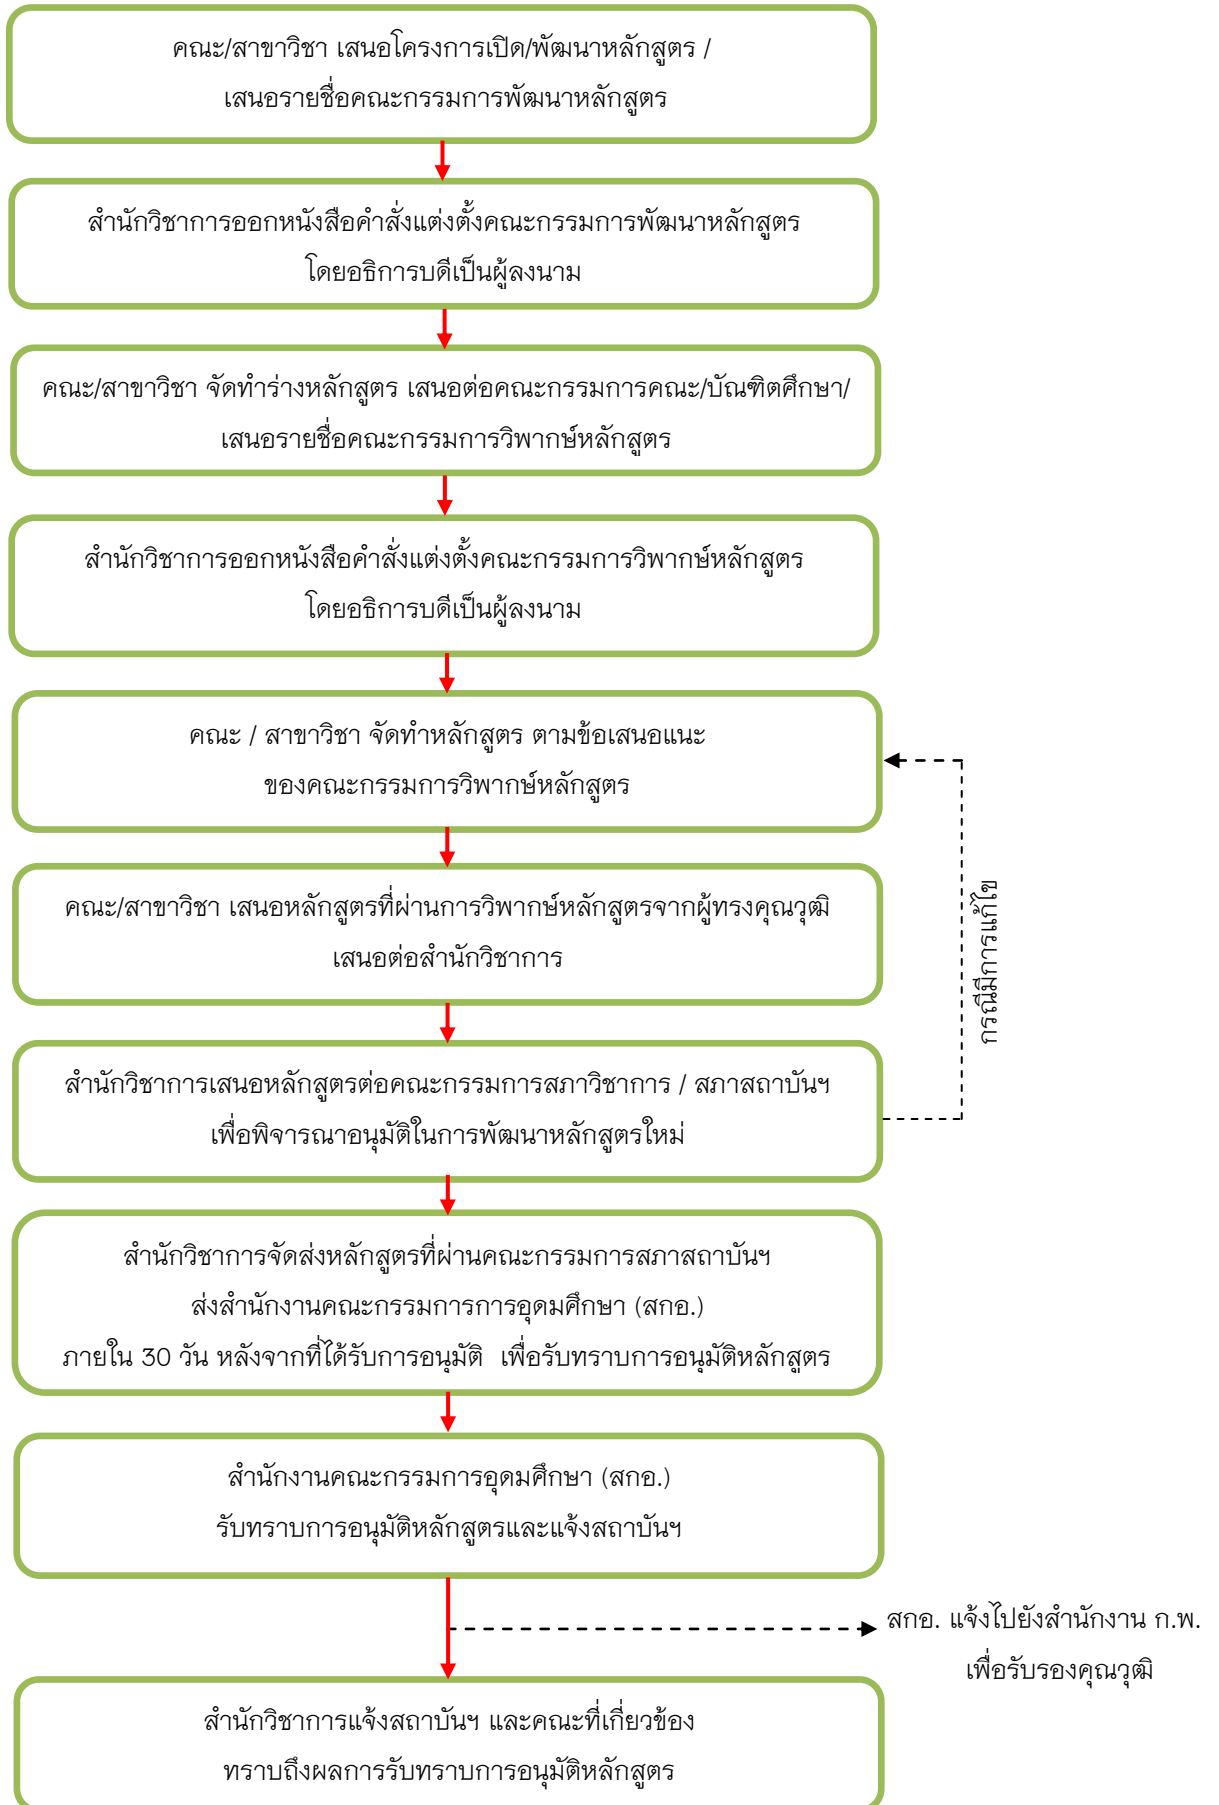 คณะ/สาขาวิชา เสนอโครงการเปิด/พัฒนาหลักสูตร /
เสนอรายชื่อคณะกรรมการพัฒนาหลักสูตร
สำนักวิชาการออกหนังสือคำสั่งแต่งตั้งคณะกรรมการพัฒนาหลักสูตร
โดยอธิการบดีเป็นผู้ลงนาม
คณะ/สาขาวิชา จัดทำร่างหลักสูตร เสนอต่อคณะกรรมการคณะ/บัณฑิตศึกษา/
เสนอรายชื่อคณะกรรมการวิพากษ์หลักสูตร
สำนักวิชาการออกหนังสือคำสั่งแต่งตั้งคณะกรรมการวิพากษ์หลักสูตร
โดยอธิการบดีเป็นผู้ลงนาม
คณะ / สาขาวิชา จัดทำหลักสูตร ตามข้อเสนอแนะ
ของคณะกรรมการวิพากษ์หลักสูตร
คณะ/สาขาวิชา เสนอหลักสูตรที่ผ่านการวิพากษ์หลักสูตรจากผู้ทรงคุณวุฒิ
เสนอต่อสำนักวิชาการ
กรณีมีการแก้ไข
สำนักวิชาการเสนอหลักสูตรต่อคณะกรรมการสภาวิชาการ / สภาสถาบันฯ
เพื่อพิจารณาอนุมัติในการพัฒนาหลักสูตรใหม่
สำนักวิชาการจัดส่งหลักสูตรที่ผ่านคณะกรรมการสภาสถาบันฯ
ส่งสำนักงานคณะกรรมการการอุดมศึกษา (สกอ.)
ภายใน 30 วัน หลังจากที่ได้รับการอนุมัติ เพื่อรับทราบการอนุมัติหลักสูตร
สำนักงานคณะกรรมการอุดมศึกษา (สกอ.)
รับทราบการอนุมัติหลักสูตรและแจ้งสถาบันฯ
สกอ. แจ้งไปยังสำนักงาน ก.พ.
เพื่อรับรองคุณวุฒิ
สำนักวิชาการแจ้งสถาบันฯ และคณะที่เกี่ยวข้อง
ทราบถึงผลการรับทราบการอนุมัติหลักสูตร